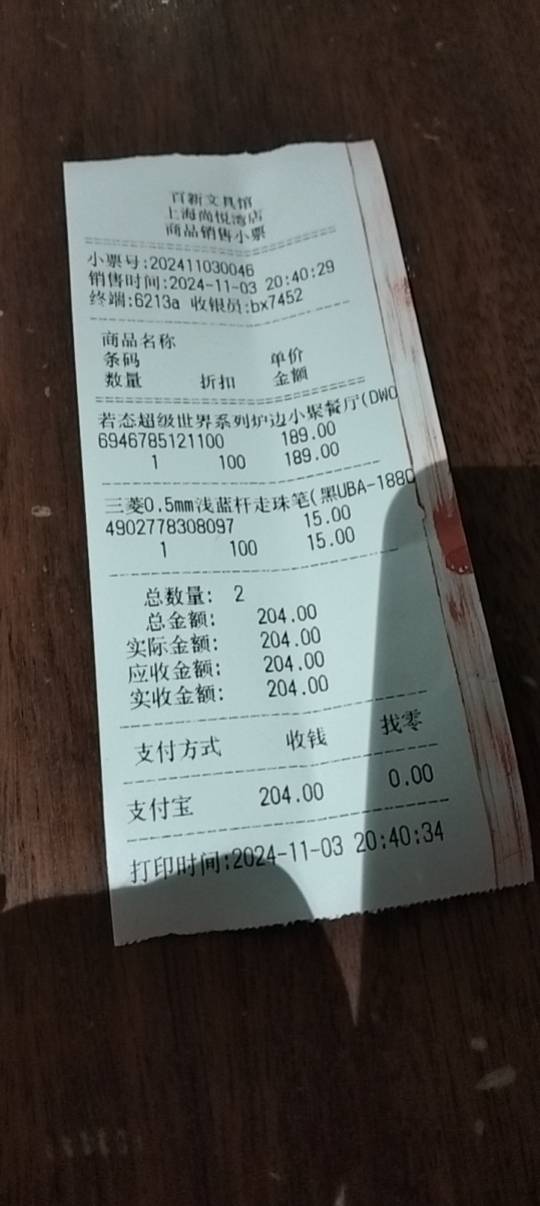 百新文具馆
上海尚悦湾店
商品销售小票
小票号:202411030046
销售时间:2024-11-03 20:40:29
终端:6213a 收银员:bx7452
商品名称
条码 单价
数量 折扣 金额
若态超级世界系列炉边小聚餐厅(DW0
6946785121100 189.00
1 100 189.00
三菱0.5mm浅蓝杆走珠笔(黑UBA-188D
4902778308097 15.00
1 100 15.00
总数量: 2
总金额: 204.00
实际金额: 204.00
应收金额: 204.00
实收金额: 204.00
支付方式 收钱 找零
支付宝 204.00 0.00
打印时间:2024-11-03 20:40:34